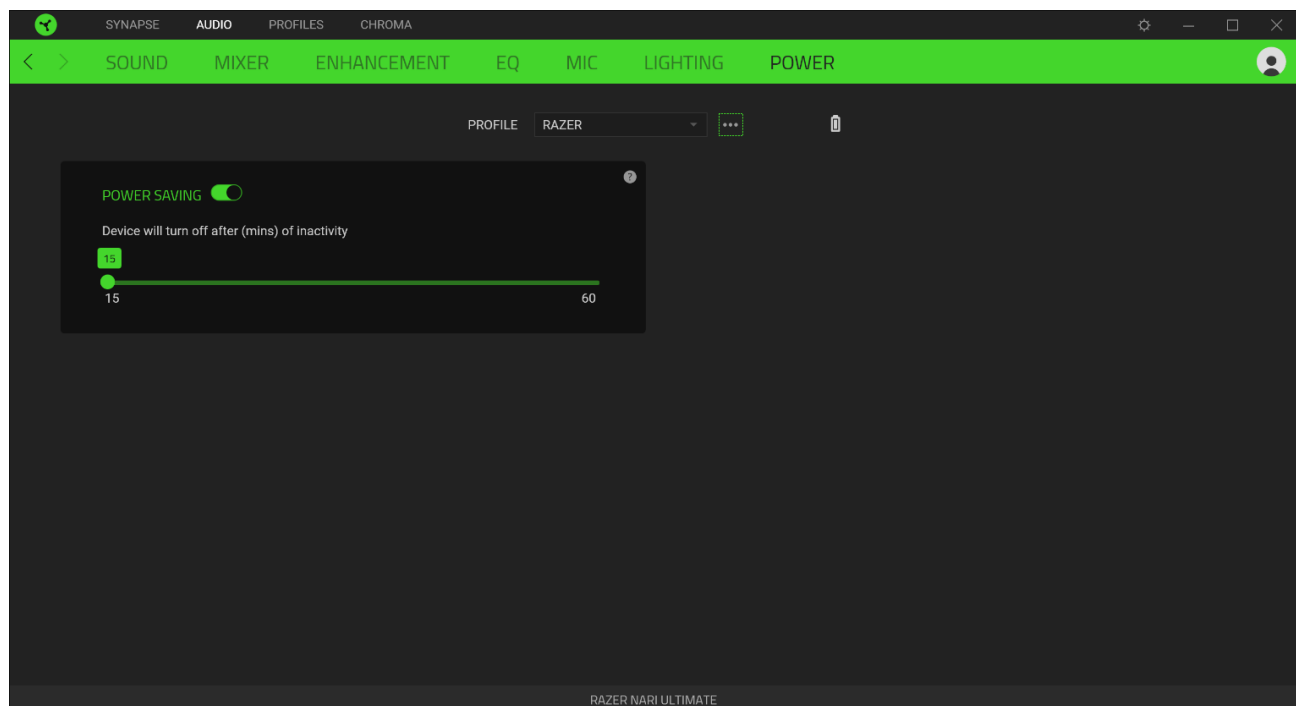 SYNAPSE AUDIO PROFILES CHROMA
SOUND MIXER ENHANCEMENT EQ MIC LIGHTING POWER
PROFILE RAZER
POWER SAVING
?
Device will turn off after (mins) of inactivity
15
15 60
RAZER NARI ULTIMATE